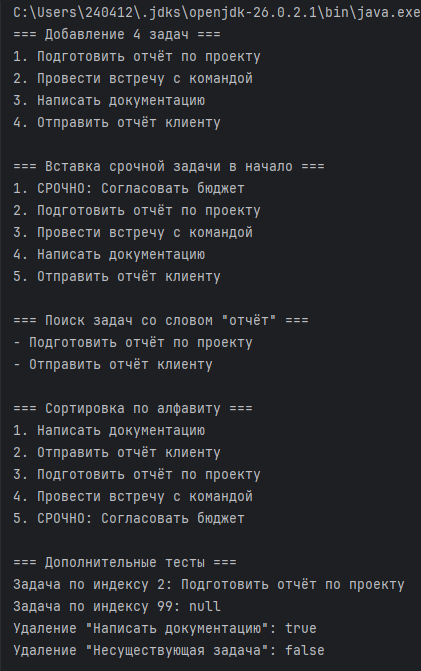 C:\Users\240412\.jdks\openjdk-26.0.2.1\bin\java.exe
=== Добавление 4 задач ===
1. Подготовить отчёт по проекту
2. Провести встречу с командой
3. Написать документацию
4. Отправить отчёт клиенту
=== Вставка срочной задачи в начало ===
1. СРОЧНО: Согласовать бюджет
2. Подготовить отчёт по проекту
3. Провести встречу с командой
4. Написать документацию
5. Отправить отчёт клиенту
=== Поиск задач со словом "отчёт" ===
- Подготовить отчёт по проекту
- Отправить отчёт клиенту
=== Сортировка по алфавиту ===
1. Написать документацию
2. Отправить отчёт клиенту
3. Подготовить отчёт по проекту
4. Провести встречу с командой
5. СРОЧНО: Согласовать бюджет
=== Дополнительные тесты ===
Задача по индексу 2: Подготовить отчёт по проекту
Задача по индексу 99: null
Удаление "Написать документацию": true
Удаление "Несуществующая задача": false